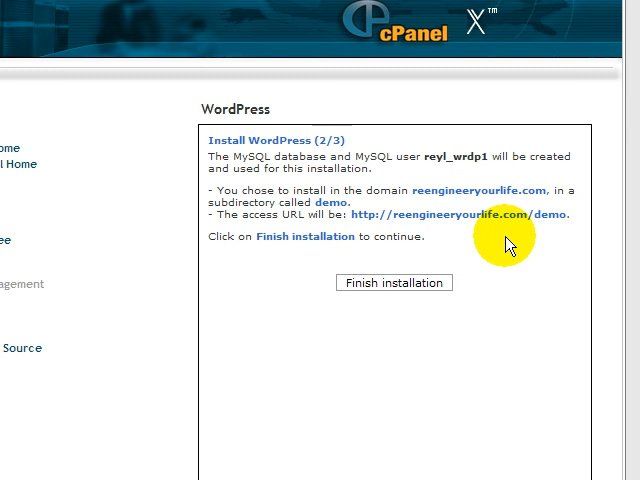 cPanel X™
WordPress
Install WordPress (2/3)
The MySQL database and MySQL user reyl_wrdp1 will be created
and used for this installation.
- You chose to install in the domain reengineeryourlife.com, in a
subdirectory called demo.
- The access URL will be: http://reengineeryourlife.com/demo.
Click on Finish installation to continue.
Finish installation
ome
l Home
ee
agement
Source